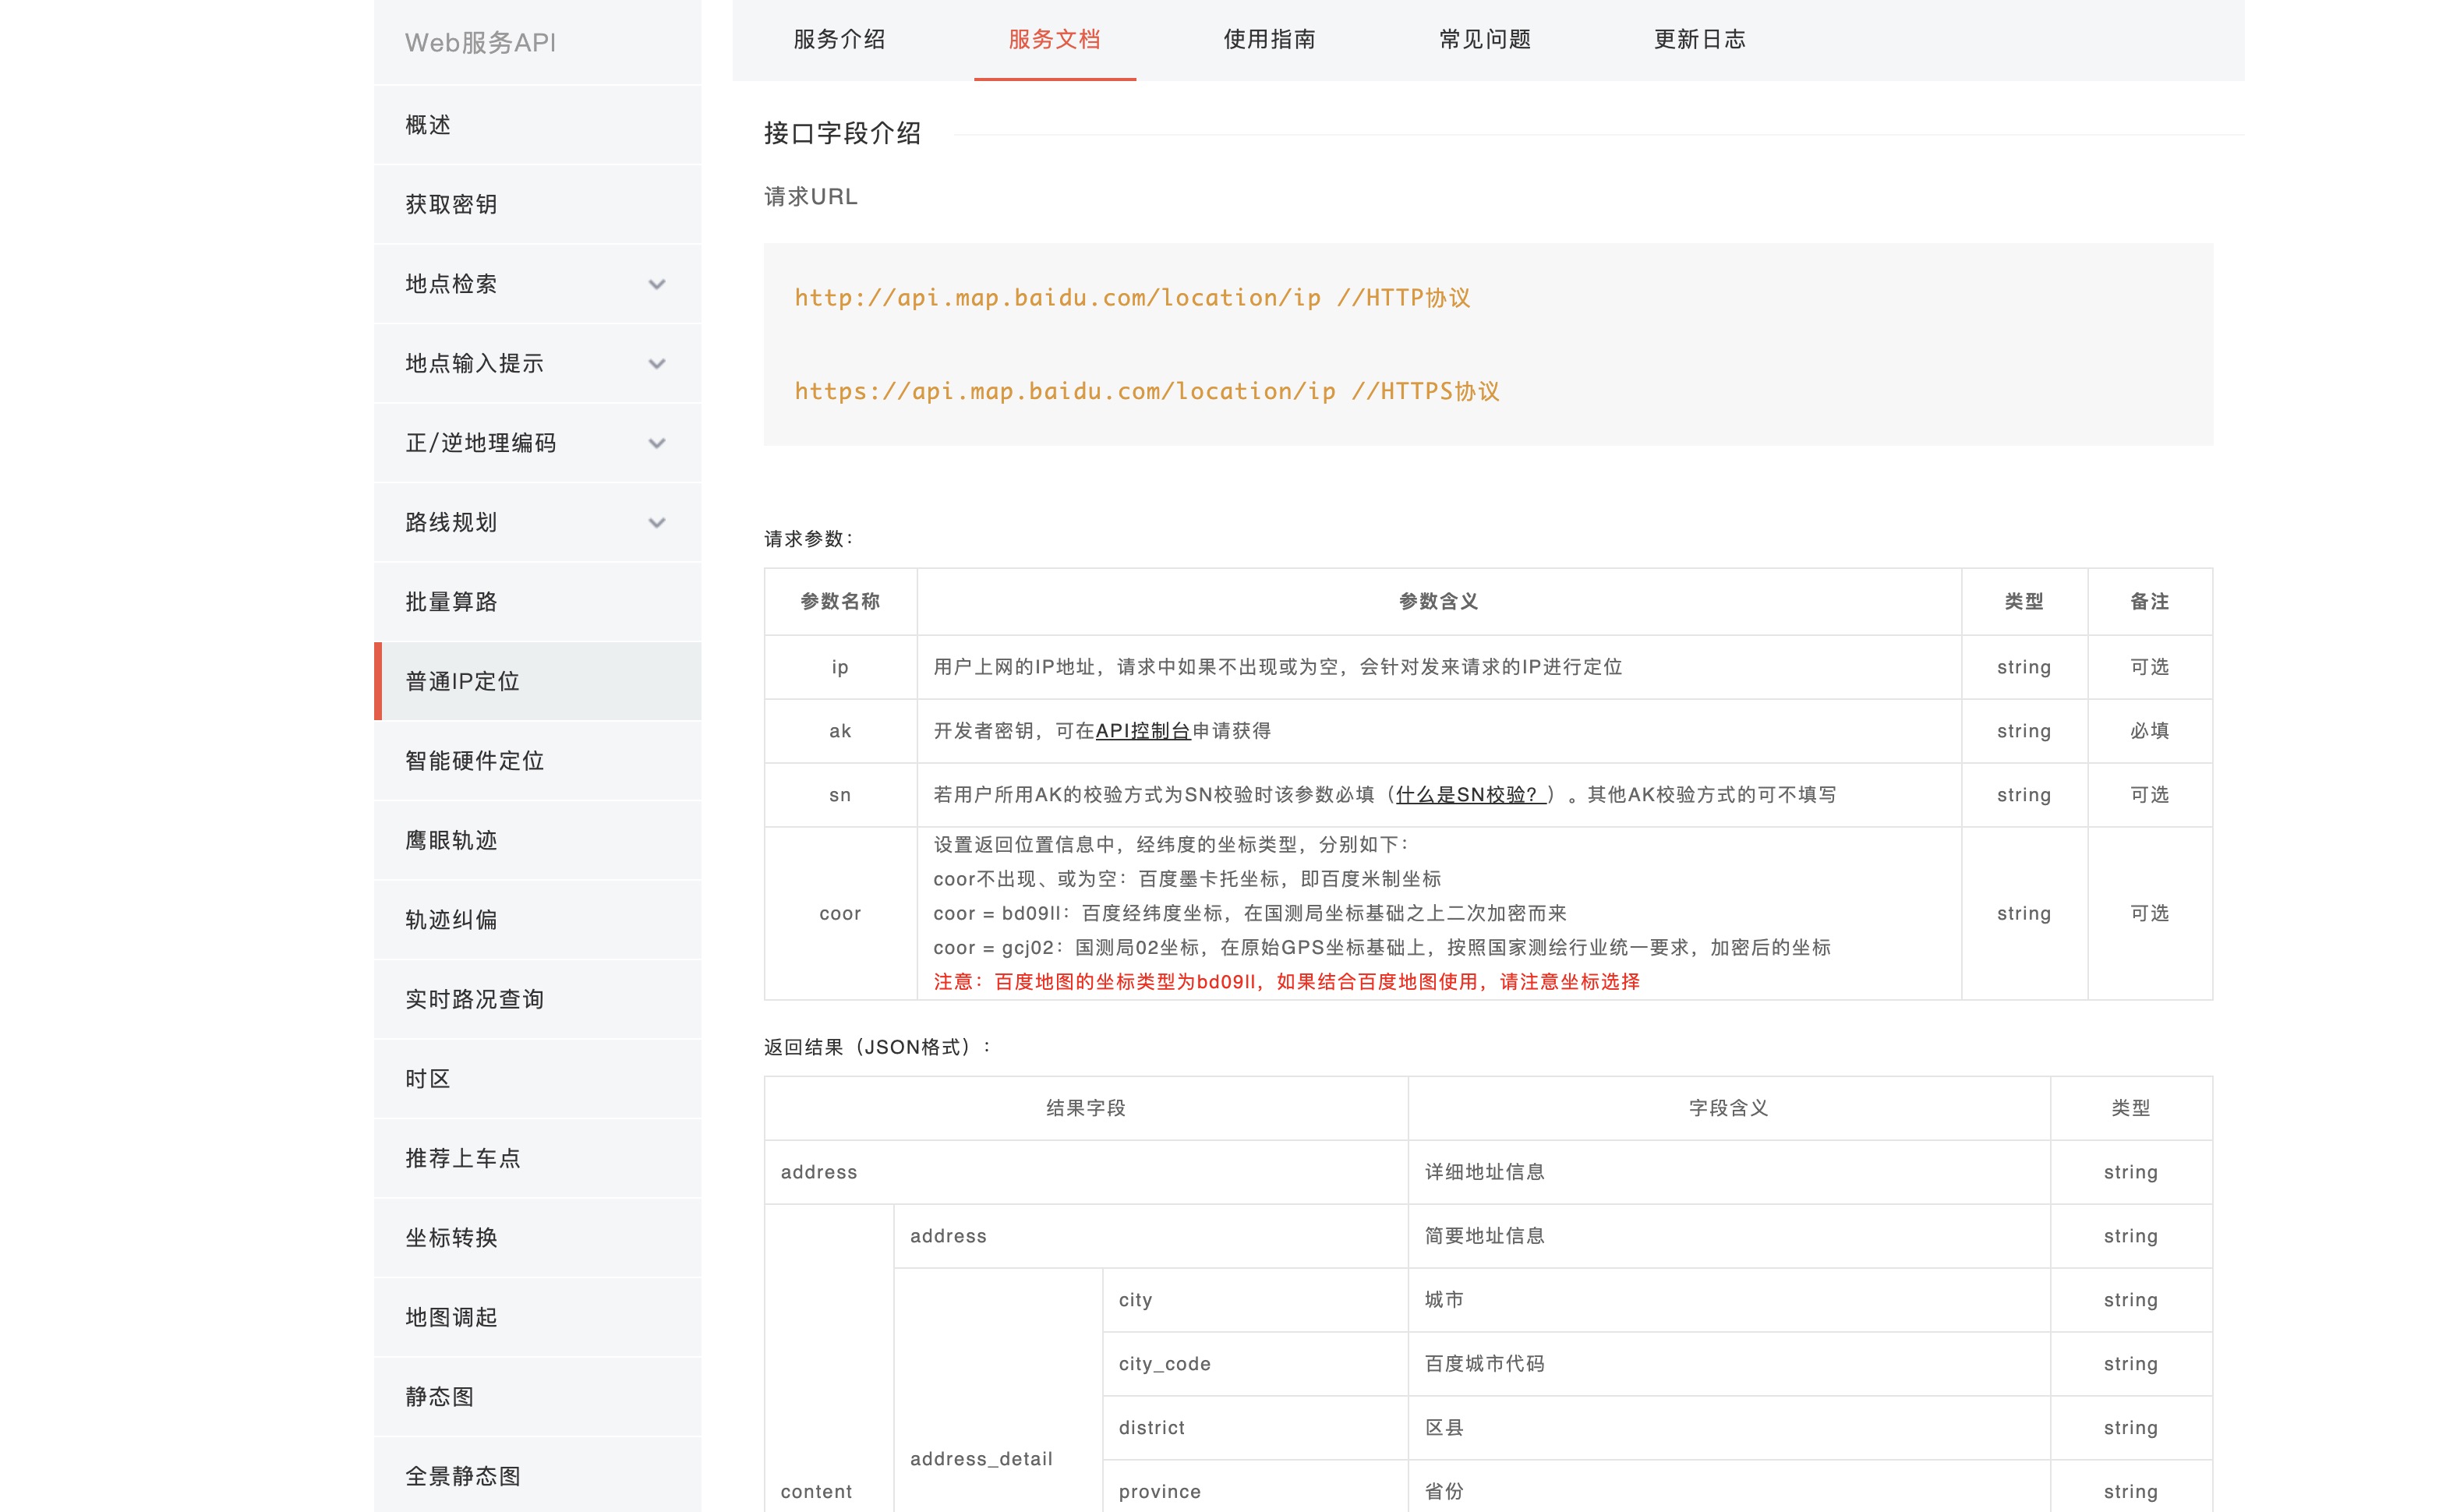 Web服务API
概述
获取密钥
地点检索
地点输入提示
正/逆地理编码
路线规划
批量算路
普通IP定位
智能硬件定位
鹰眼轨迹
轨迹纠偏
实时路况查询
时区
推荐上车点
坐标转换
地图调起
静态图
全景静态图
服务介绍 服务文档 使用指南 常见问题 更新日志
接口字段介绍
请求URL
http://api.map.baidu.com/location/ip //HTTP协议
https://api.map.baidu.com/location/ip //HTTPS协议
请求参数：
参数名称 参数含义 类型 备注
ip 用户上网的IP地址，请求中如果不出现或为空，会针对发来请求的IP进行定位 string 可选
ak 开发者密钥，可在API控制台申请获得 string 必填
sn 若用户所用AK的校验方式为SN校验时该参数必填（什么是SN校验？）。其他AK校验方式的可不填写 string 可选
设置返回位置信息中，经纬度的坐标类型，分别如下：
coor不出现、或为空：百度墨卡托坐标，即百度米制坐标
coor coor = bd09ll：百度经纬度坐标，在国测局坐标基础之上二次加密而来 string 可选
coor = gcj02：国测局02坐标，在原始GPS坐标基础上，按照国家测绘行业统一要求，加密后的坐标
注意：百度地图的坐标类型为bd09ll，如果结合百度地图使用，请注意坐标选择
返回结果（JSON格式）：
结果字段 字段含义 类型
address 详细地址信息 string
address 简要地址信息 string
city 城市 string
city_code 百度城市代码 string
district 区县 string
address_detail
content province 省份 string